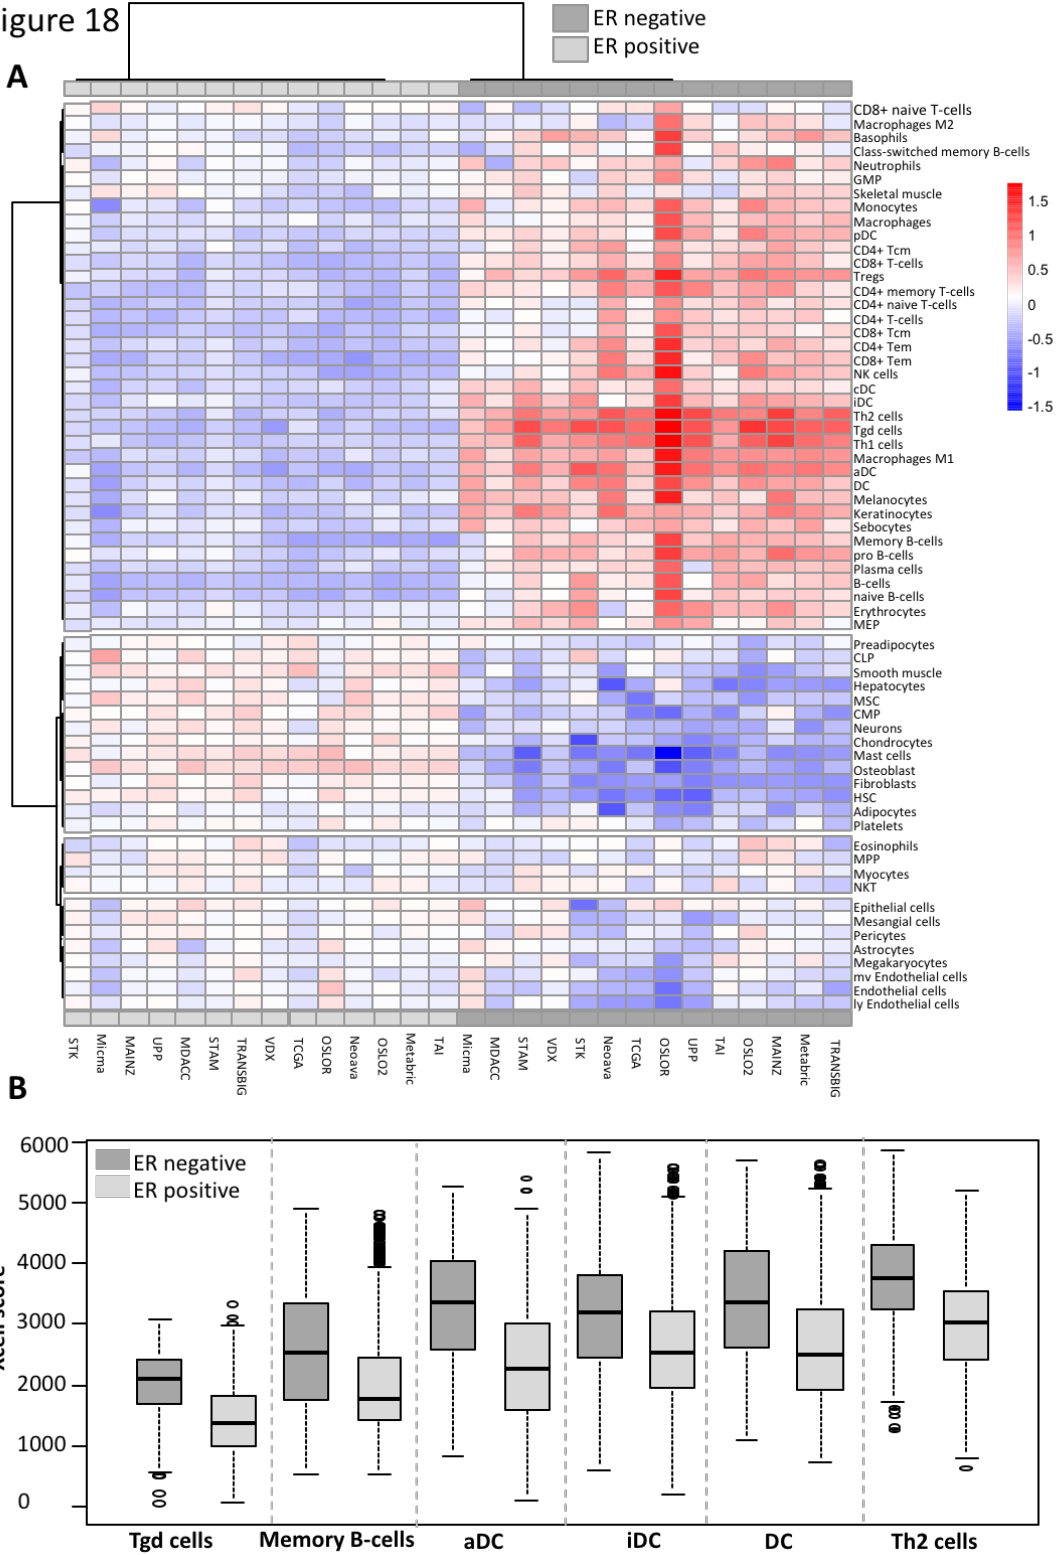 igure 18
ER negative
ER positive
A
CD8+ naive T-cells
Macrophages M2
Basophils
Class-switched memory B-cells
Neutrophils
GMP
Skeletal muscle
Monocytes
Macrophages
pDC
CD4+ Tcm
CD8+ T-cells
Tregs
CD4+ memory T-cells
CD4+ naive T-cells
CD4+ T-cells
CD8+ Tcm
CD4+ Tem
CD8+ Tem
NK cells
cDC
iDC
Th2 cells
Tgd cells
Th1 cells
Macrophages M1
aDC
DC
Melanocytes
Keratinocytes
Sebocytes
Memory B-cells
pro B-cells
Plasma cells
B-cells
naive B-cells
Erythrocytes
MEP
Preadipocytes
CLP
Smooth muscle
Hepatocytes
MSC
CMP
Neurons
Chondrocytes
Mast cells
Osteoblast
Fibroblasts
HSC
Adipocytes
Platelets
Eosinophils
MPP
Myocytes
NKT
Epithelial cells
Mesangial cells
Pericytes
Astrocytes
Megakaryocytes
mv Endothelial cells
Endothelial cells
ly Endothelial cells
1.5
1
0.5
0
-0.5
-1
-1.5
STK
Micma
MAINZ
UPP
MDACC
STAM
TRANSBIG
VDX
TCGA
OSLOR
Neoava
OSLO2
Metabric
TAI
Micma
MDACC
STAM
VDX
STK
Neoava
TCGA
OSLOR
UPP
TAI
OSLO2
MAINZ
Metabric
TRANSBIG
B
6000
5000
4000
3000
2000
1000
0
ER negative
ER positive
Tgd cells
Memory B-cells
aDC
iDC
DC
Th2 cells